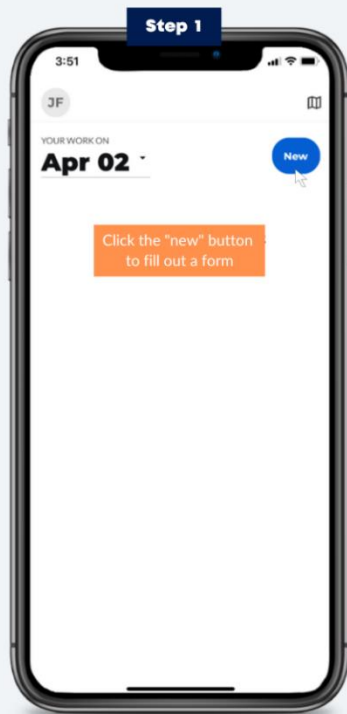 Step 1
3:51
JF
YOUR WORK ON
Apr 02
New
Click the "new" button
to fill out a form